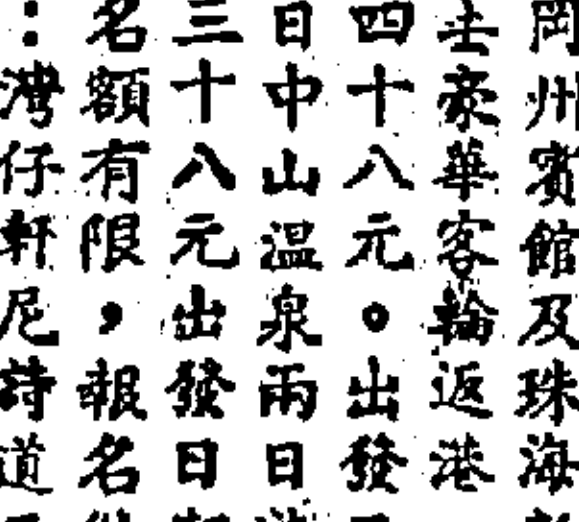 岡州賓館及珠海
豪華客輪返港
四十八元。出發
日中山温泉兩日
三十八元出發日
名額有限，報名
：灣仔軒尼詩道